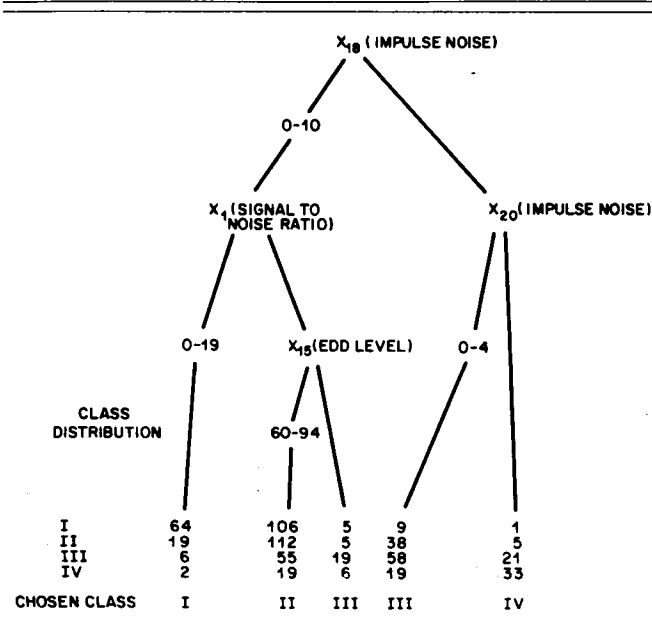 X18 (IMPULSE NOISE)
0-10
X1 (SIGNAL TO
NOISE RATIO)
X20 (IMPULSE NOISE)
0-19
X15 (EDD LEVEL)
0-4
CLASS
DISTRIBUTION
60-94
I 64 106 5 9 1
II 19 112 5 38 5
III 6 55 19 58 21
IV 2 19 6 19 33
CHOSEN CLASS I II III III IV